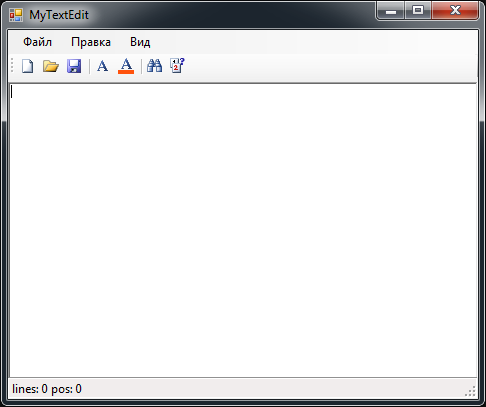 MyTextEdit
Файл Правка Вид
A A
lines: 0 pos: 0